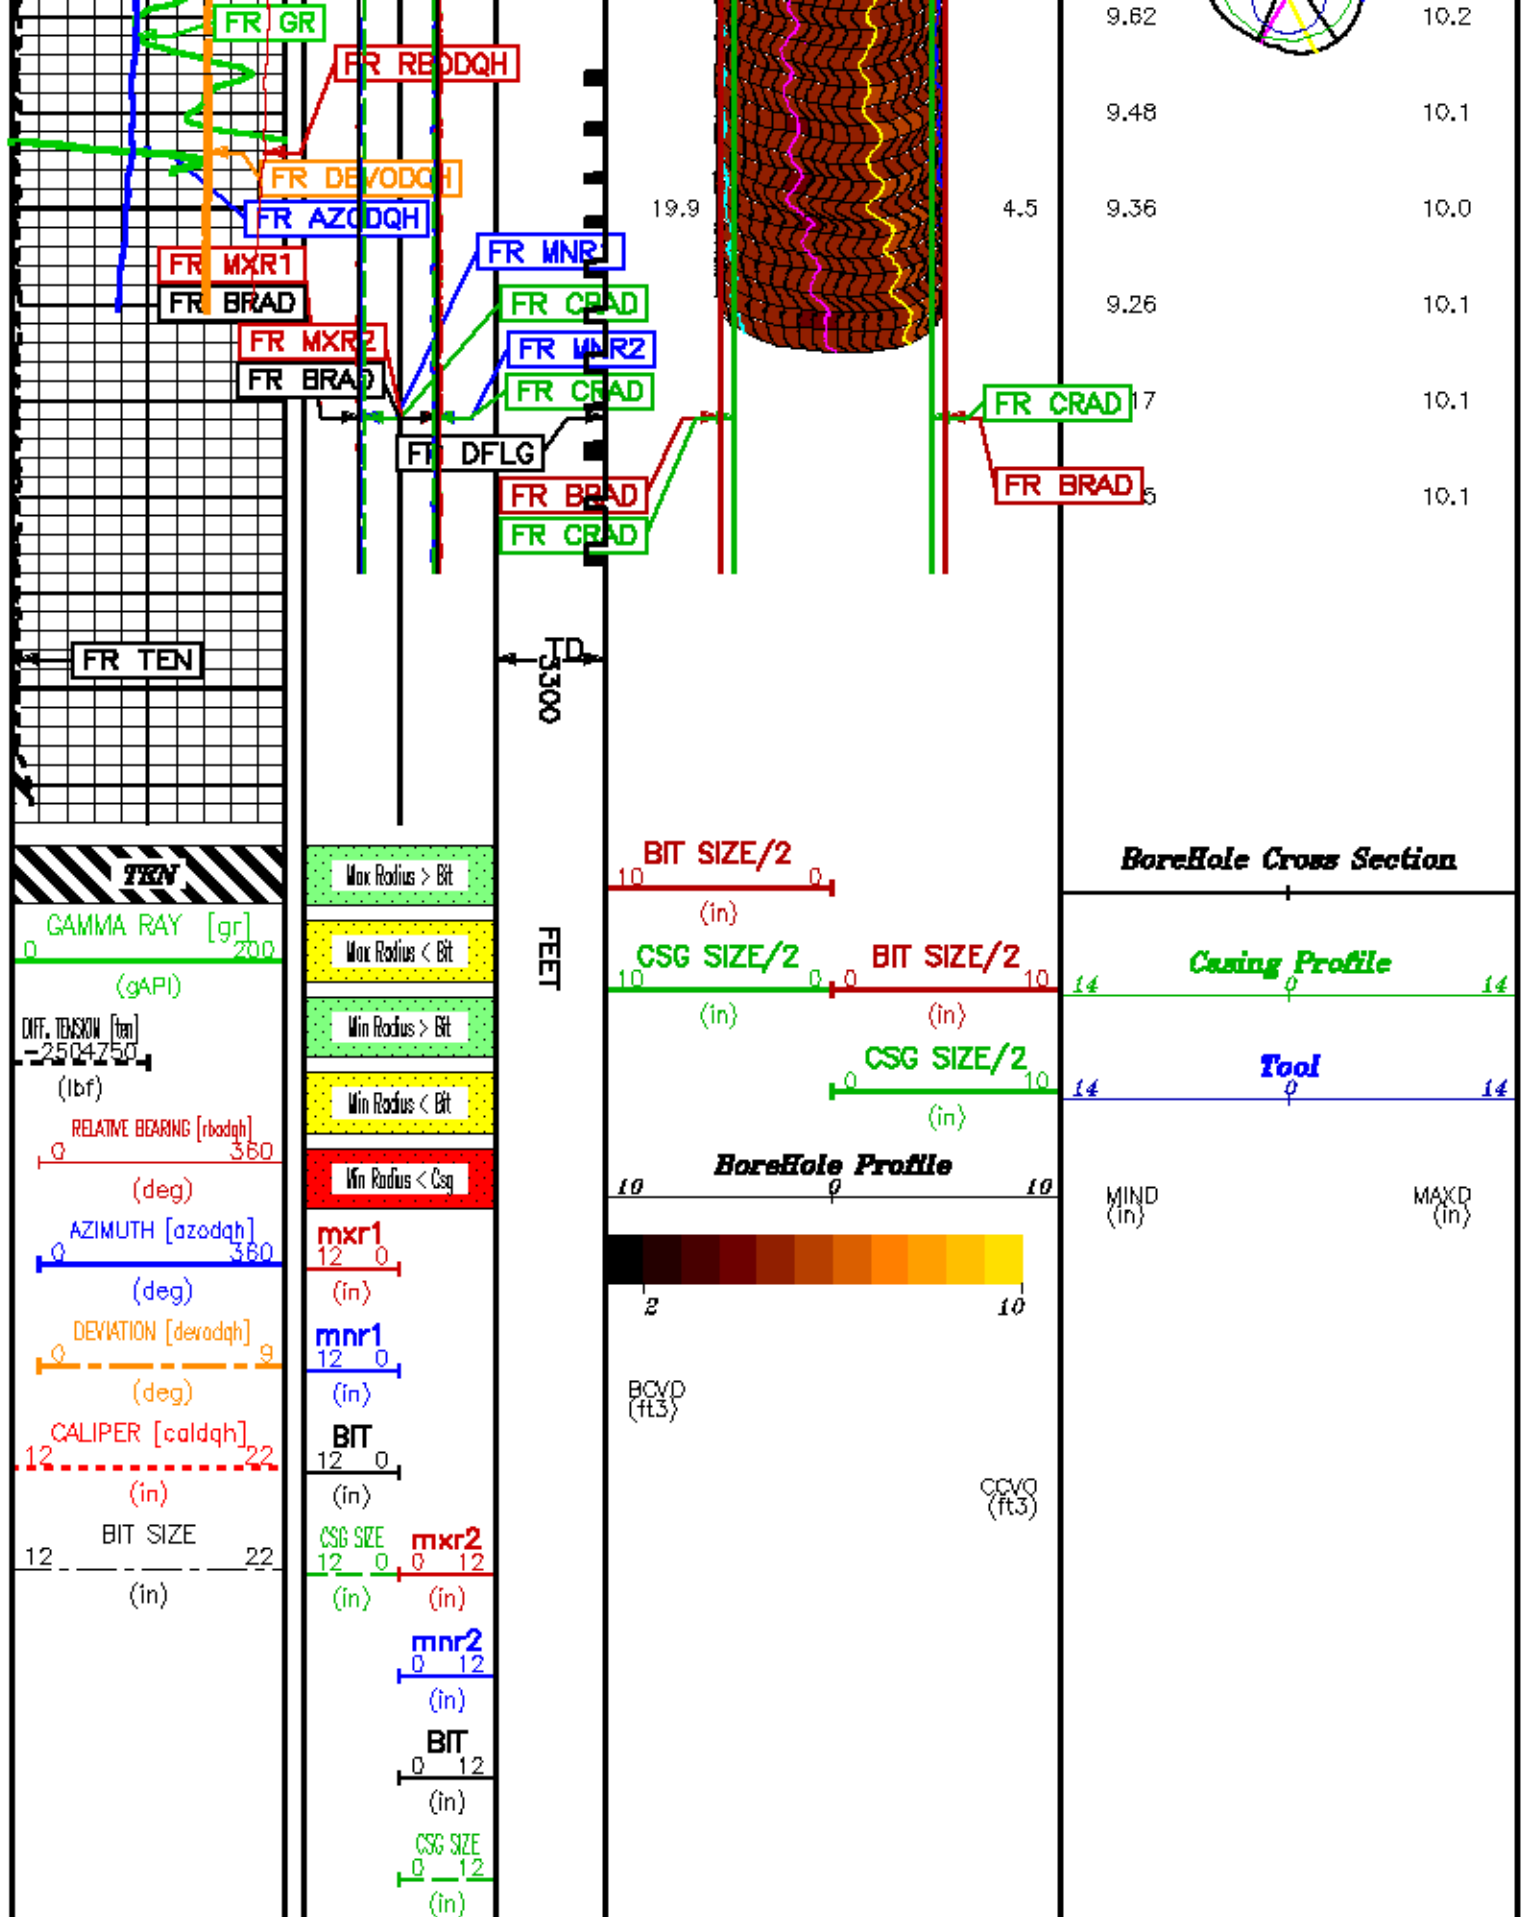 9.62 10.2
FR GR
FR RBODQH
9.48 10.1
FR DEVODQH
FR AZODQH
19.9 4.5 9.36 10.0
FR MXR1
FR MNR
FR BRAD
FR CRAD
9.26 10.1
FR MXR2
FR MNR2
FR BRAD
FR CRAD
FR CRAD 17 10.1
FR DFLG
FR BRAD
FR BRAD 10.1
FR CRAD
FR TEN
TD
3300
TEN
GAMMA RAY [gr]
0 200
(gAPI)
DIFF. TENSION [ten]
-2504750
(lbf)
RELATIVE BEARING [rbodqh]
0 360
(deg)
AZIMUTH [azodqh]
0 360
(deg)
DEVIATION [devodqh]
0 9
(deg)
CALIPER [caldqh]
12 22
(in)
BIT SIZE
12 22
(in)
Max Radius > Bit
Max Radius < Bit
Min Radius > Bit
Min Radius < Bit
Min Radius < Csg
mxr1
12 0
(in)
mnr1
12 0
(in)
BIT
12 0
(in)
CSG SIZE
12 0
(in)
mxr2
0 12
(in)
mnr2
0 12
(in)
BIT
0 12
(in)
CSG SIZE
0 12
(in)
FEET
BIT SIZE/2
10 0
(in)
CSG SIZE/2
10 0
(in)
BIT SIZE/2
0 10
(in)
CSG SIZE/2
0 10
(in)
BoreHole Profile
10 0 10
2 10
BCVD
(ft3)
(ft3)
BoreHole Cross Section
Casing Profile
14 0 14
Tool
14 0 14
MIND
(in)
MAXD
(in)